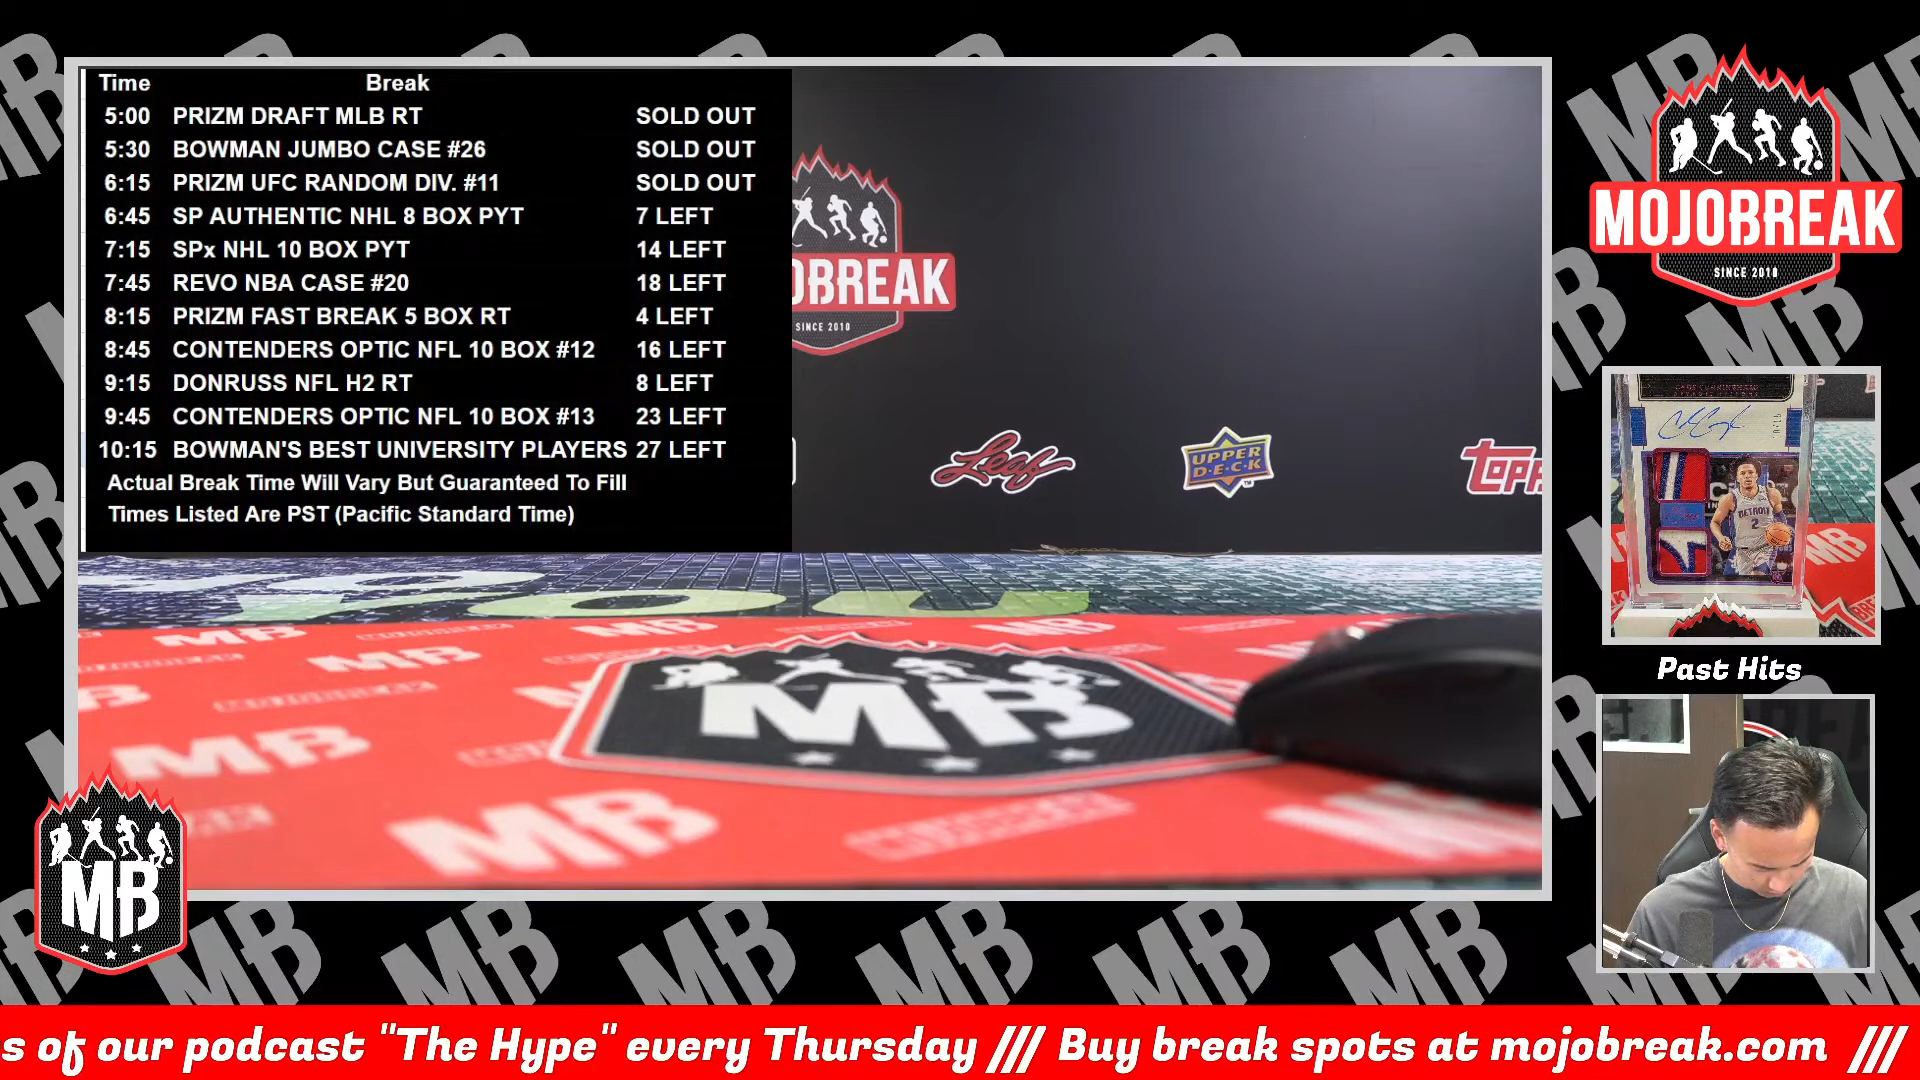 Time Break
5:00 PRIZM DRAFT MLB RT SOLD OUT
5:30 BOWMAN JUMBO CASE #26 SOLD OUT
6:15 PRIZM UFC RANDOM DIV. #11 SOLD OUT
6:45 SP AUTHENTIC NHL 8 BOX PYT 7 LEFT
7:15 SPx NHL 10 BOX PYT 14 LEFT
7:45 REVO NBA CASE #20 18 LEFT
8:15 PRIZM FAST BREAK 5 BOX RT 4 LEFT
8:45 CONTENDERS OPTIC NFL 10 BOX #12 16 LEFT
9:15 DONRUSS NFL H2 RT 8 LEFT
9:45 CONTENDERS OPTIC NFL 10 BOX #13 23 LEFT
10:15 BOWMAN'S BEST UNIVERSITY PLAYERS 27 LEFT
Actual Break Time Will Vary But Guaranteed To Fill
Times Listed Are PST (Pacific Standard Time)
OBREAK
SINCE 2010
Leaf
UPPER
D·E·C·K
TOPP
MB
MB
MOJOBREAK
SINCE 2010
DETROIT
2
Past Hits
s of our podcast "The Hype" every Thursday /// Buy break spots at mojobreak.com ///